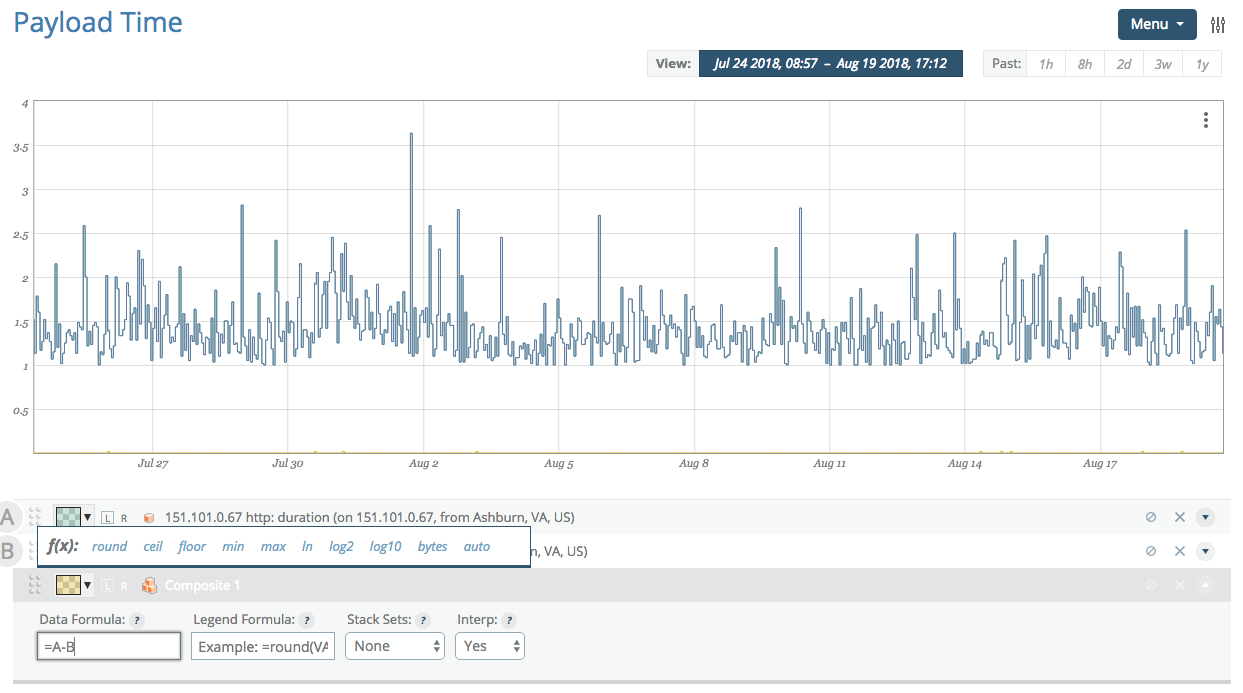 Payload Time
Menu
View: Jul 24 2018, 08:57 – Aug 19 2018, 17:12
Past: 1h 8h 2d 3w 1y
4
3.5
3
2.5
2
1.5
1
0.5
Jul 27 Jul 30 Aug 2 Aug 5 Aug 8 Aug 11 Aug 14 Aug 17
A L R 151.101.0.67 http: duration (on 151.101.0.67, from Ashburn, VA, US)
f(x): round ceil floor min max ln log2 log10 bytes auto
B n, VA, US)
L R Composite 1
Data Formula: ? Legend Formula: ? Stack Sets: ? Interp: ?
=A-B Example: =round(VA None Yes